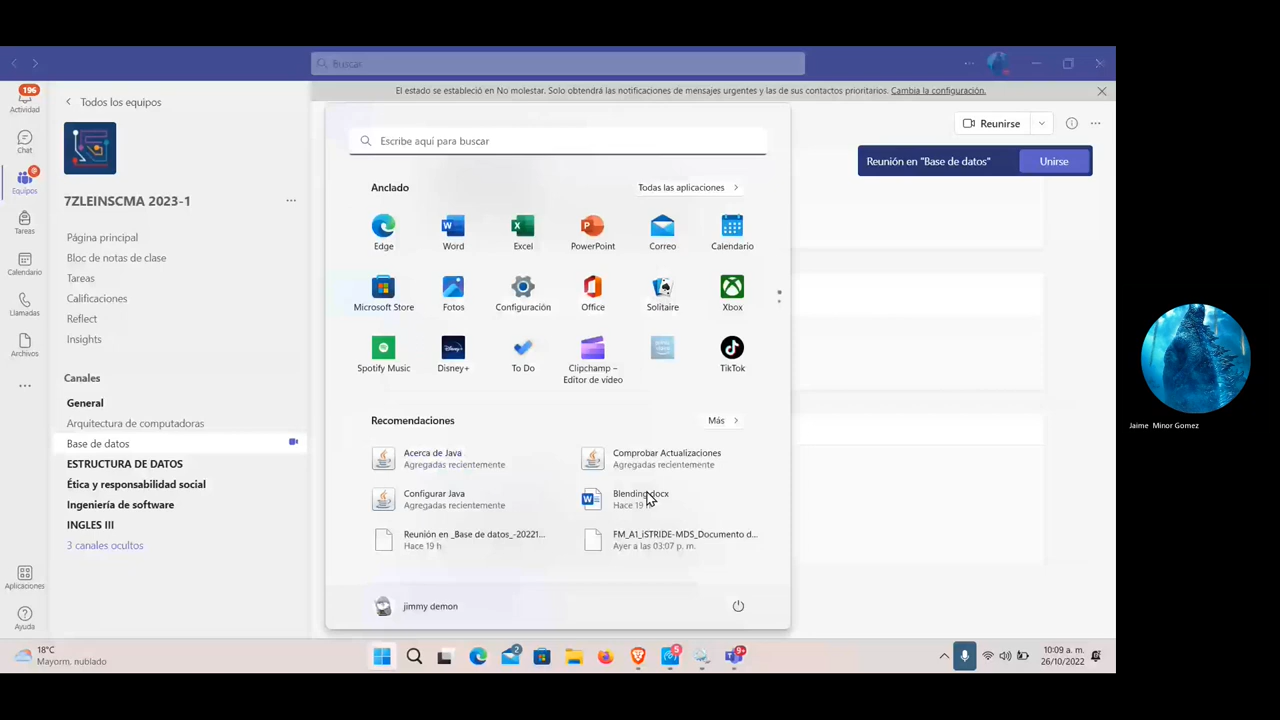 Buscar
El estado se estableció en No molestar. Solo obtendrá las notificaciones de mensajes urgentes y las de sus contactos prioritarios. Cambia la configuración.
196
Actividad
Chat
Equipos
Tareas
Calendario
Llamadas
Archivos
Aplicaciones
Ayuda
Todos los equipos
7ZLEINSCMA 2023-1
Página principal
Bloc de notas de clase
Tareas
Calificaciones
Reflect
Insights
Canales
General
Arquitectura de computadoras
Base de datos
ESTRUCTURA DE DATOS
Ética y responsabilidad social
Ingeniería de software
INGLES III
3 canales ocultos
Reunirse
Reunión en "Base de datos"
Unirse
Escribe aquí para buscar
Anclado
Todas las aplicaciones
Edge
Word
Excel
PowerPoint
Correo
Calendario
Microsoft Store
Fotos
Configuración
Office
Solitaire
Xbox
Spotify Music
Disney+
To Do
Clipchamp – Editor de vídeo
TikTok
Recomendaciones
Más
Acerca de Java
Agregadas recientemente
Comprobar Actualizaciones
Agregadas recientemente
Configurar Java
Agregadas recientemente
Blending.docx
Hace 19
Reunión en _Base de datos_-20221...
Hace 19 h
FM_A1_iSTRIDE-MDS_Documento d...
Ayer a las 03:07 p. m.
jimmy demon
18°C
Mayorm. nublado
2
5
9+
10:09 a. m.
26/10/2022
Jaime Minor Gomez